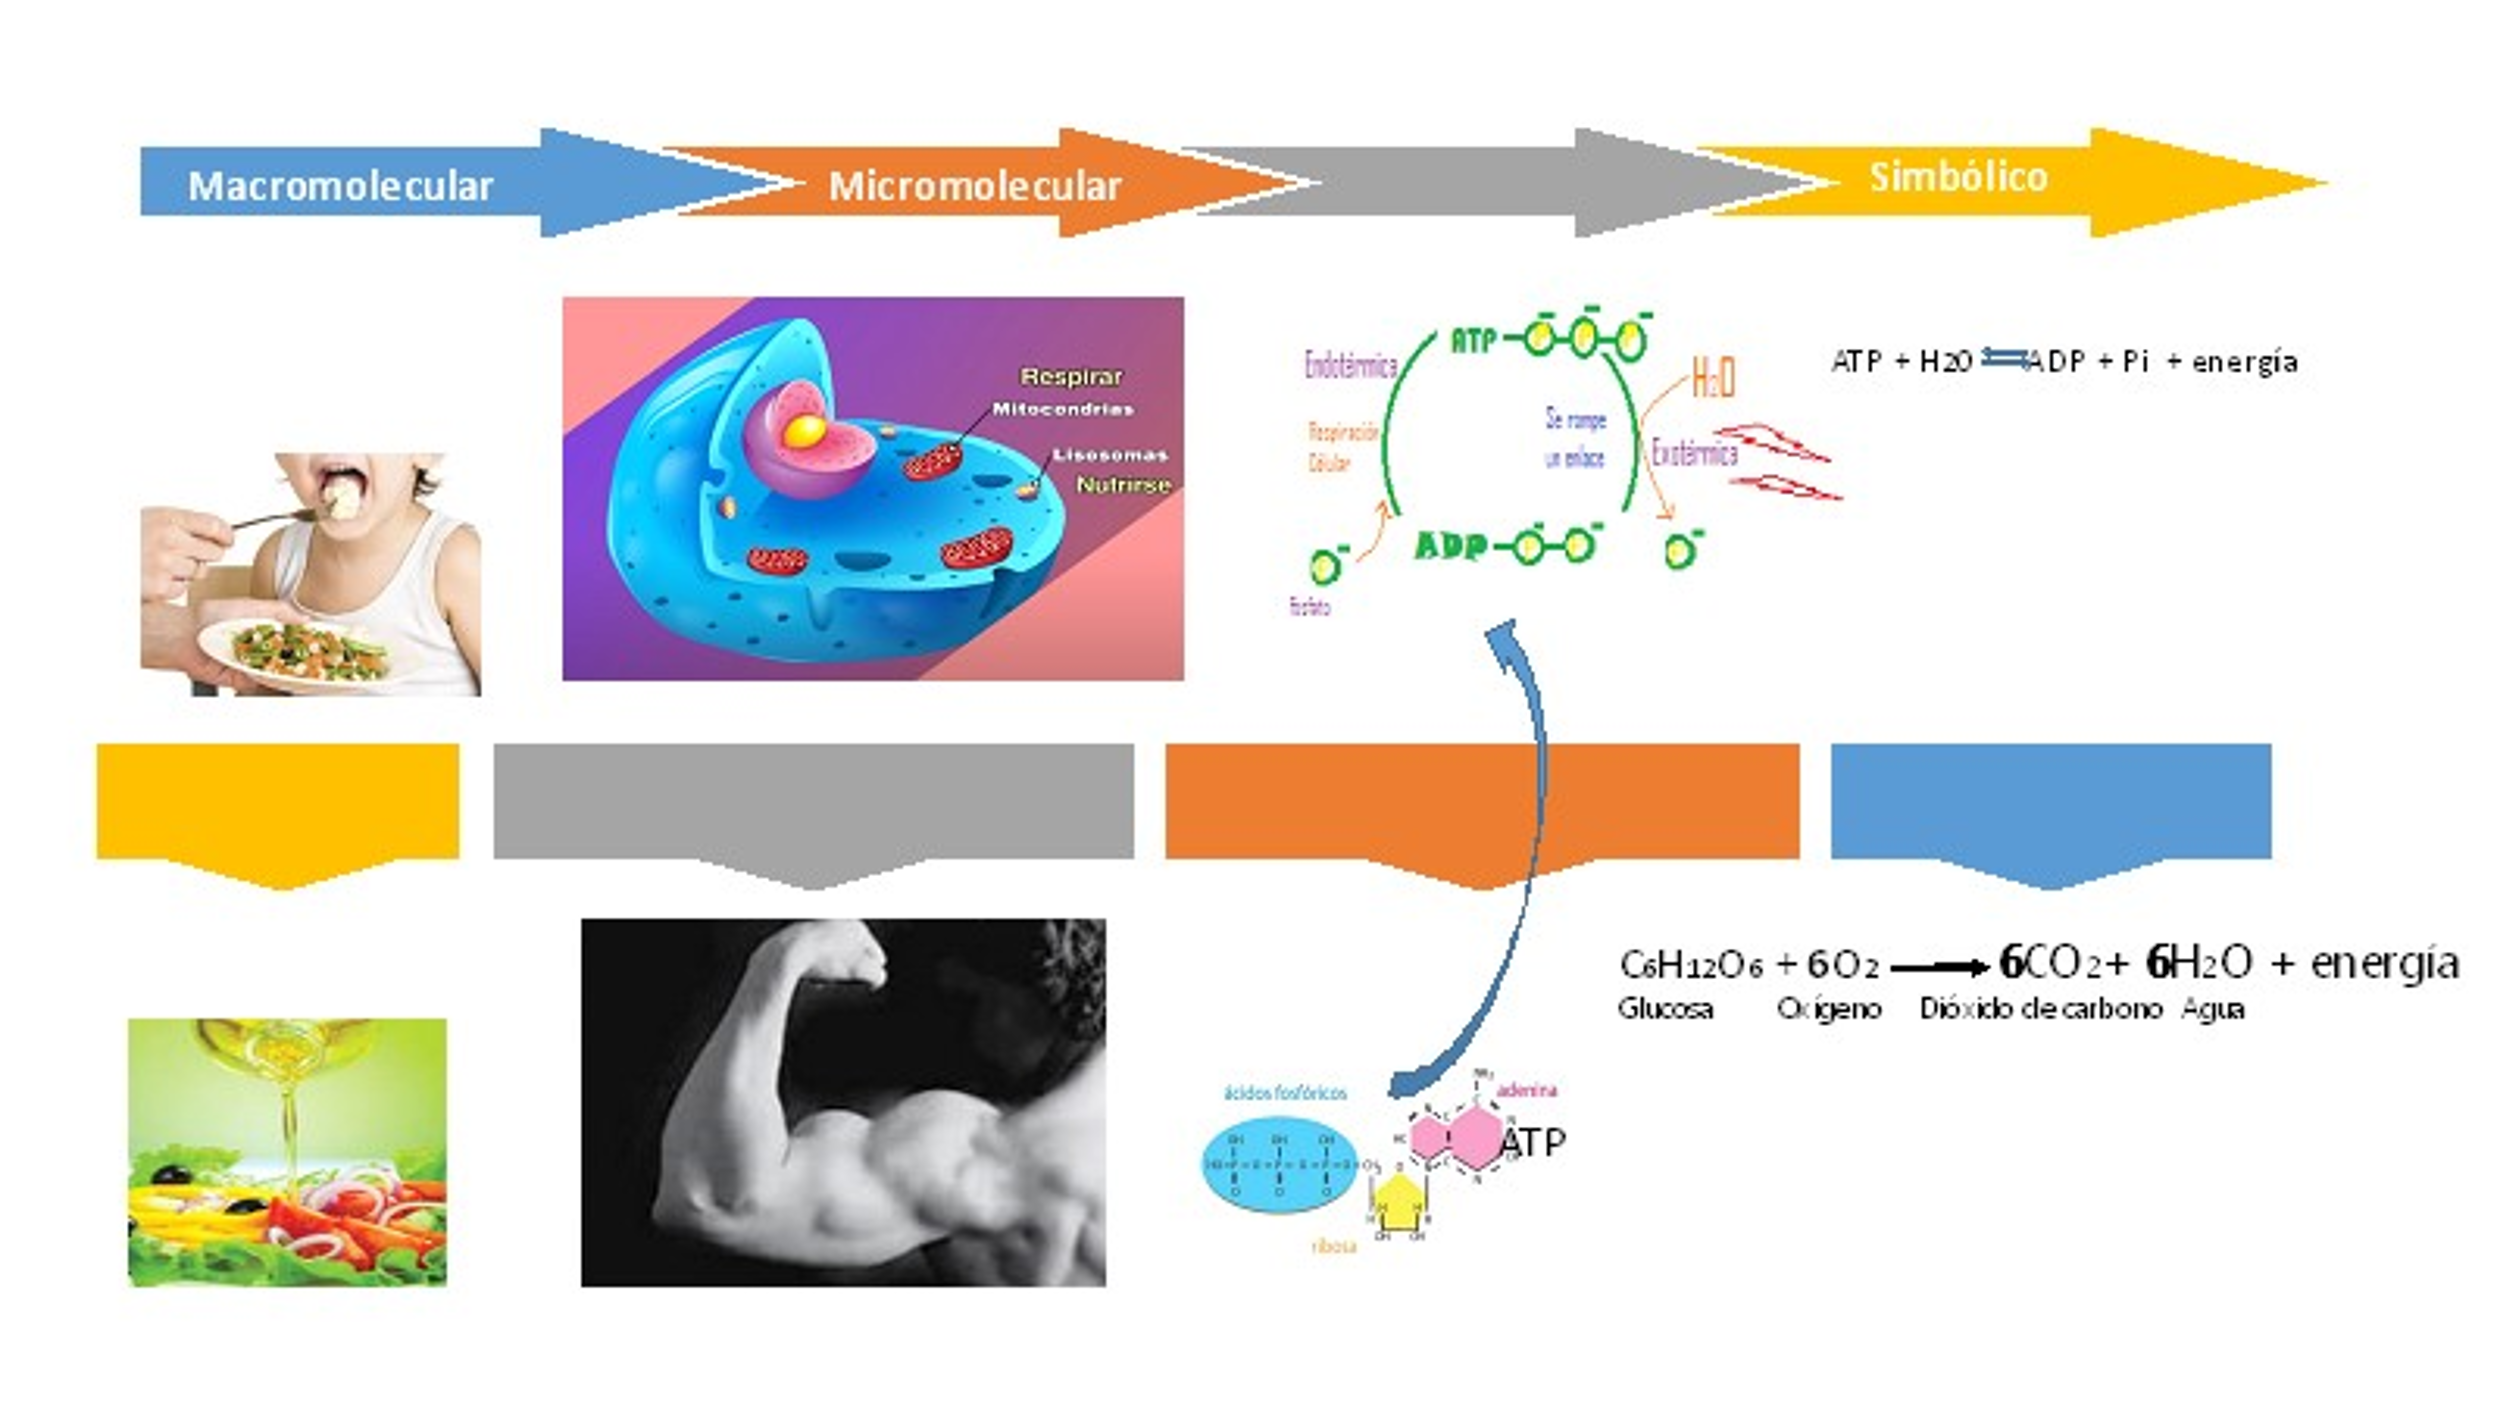 Macromolecular
Micromolecular
Simbólico
Respirar
Mitocondrias
Lisosomas
Nutrirse
ATP
P P P
Endotérmica
Respiración
Célular
Se rompe
un enlace
H2O
Exotérmica
ADP
P P
P
P
fosfato
ATP + H2O ADP + Pi + energía
C6H12O6 + 6O2 6CO2+ 6H2O + energía
Glucosa Oxígeno Dióxido de carbono Agua
ácidos fosfóricos
adenina
ATP
ribosa